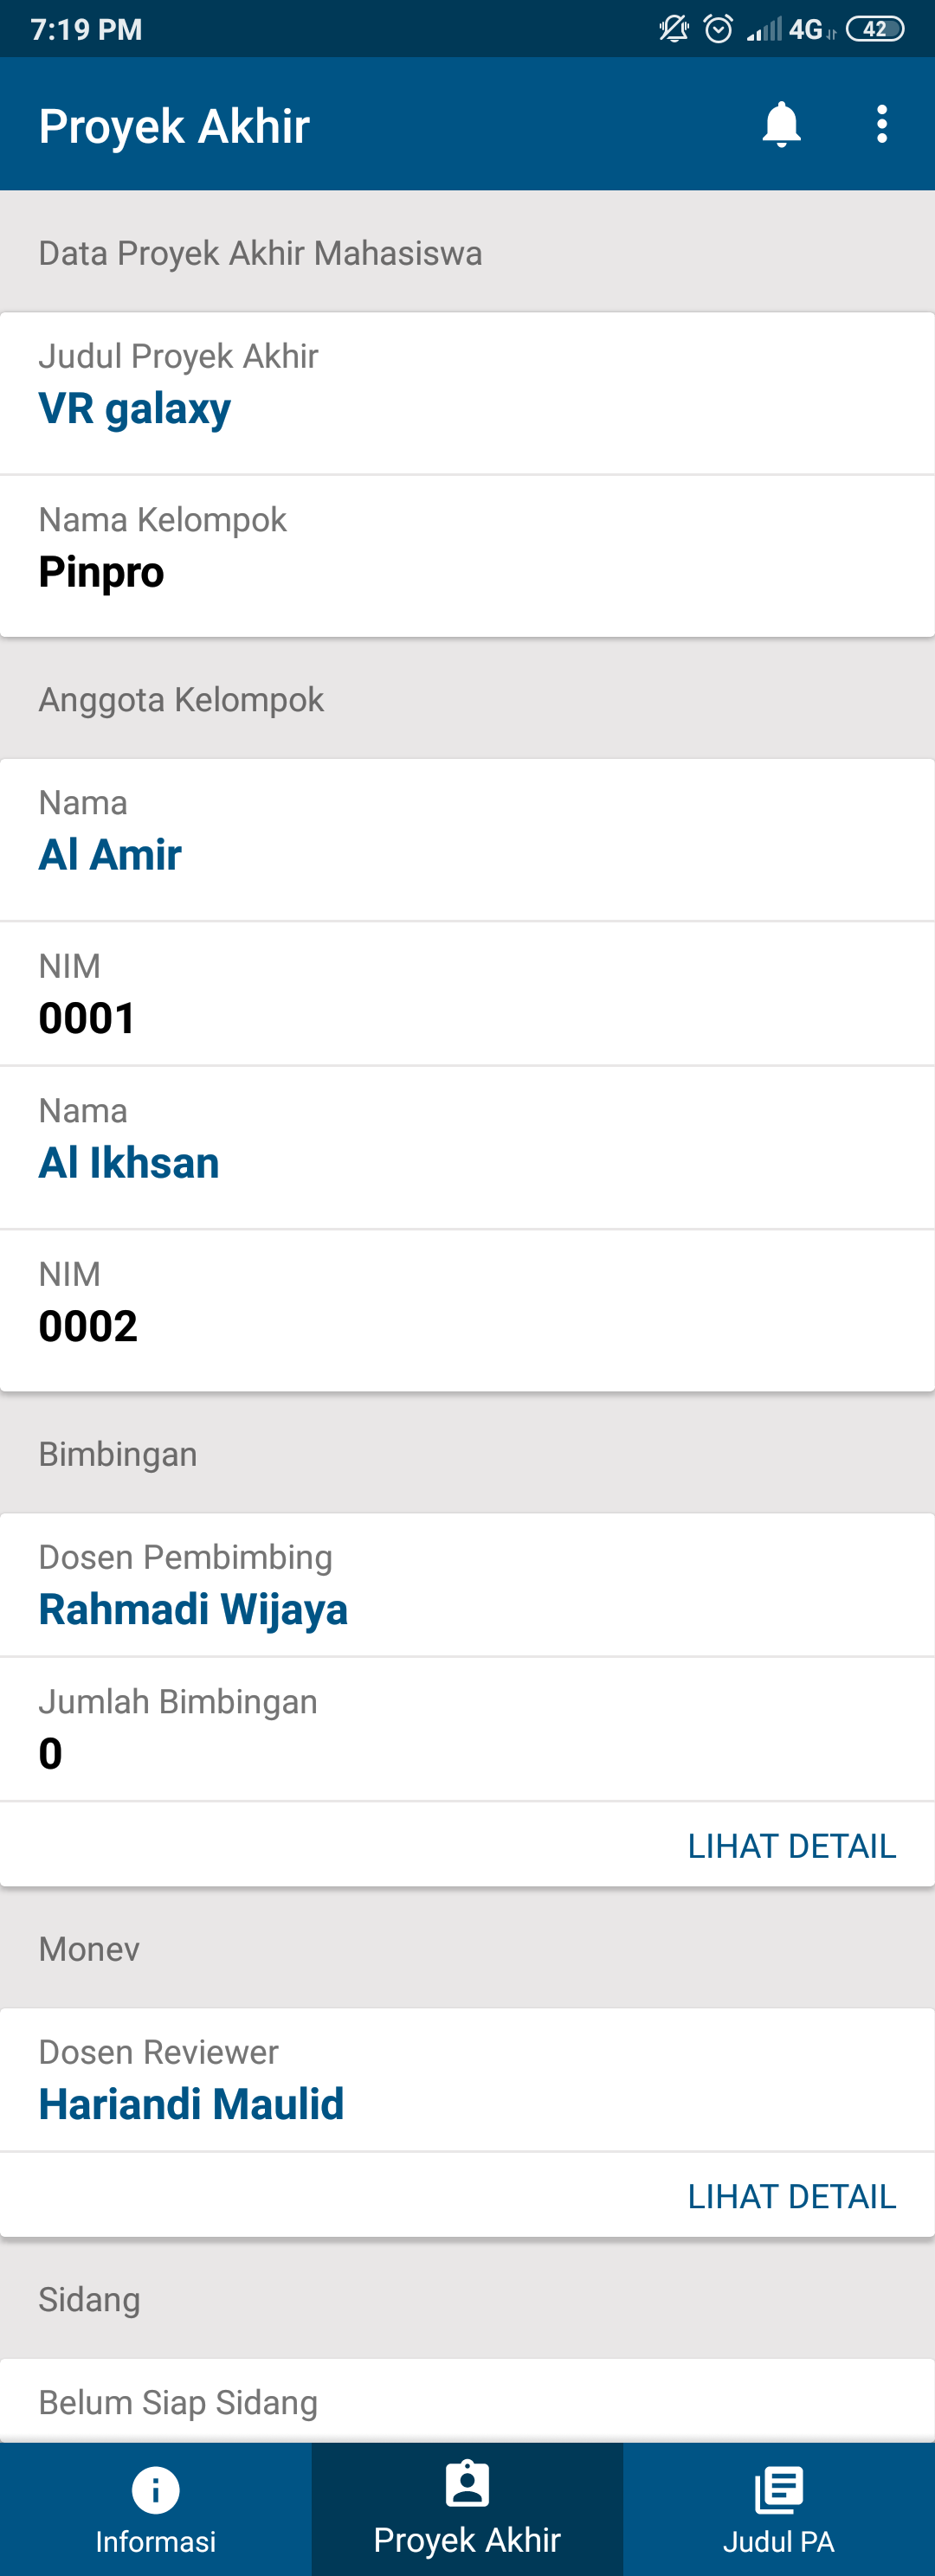 7:19 PM 4G 42
Proyek Akhir
Data Proyek Akhir Mahasiswa
Judul Proyek Akhir
VR galaxy
Nama Kelompok
Pinpro
Anggota Kelompok
Nama
Al Amir
NIM
0001
Nama
Al Ikhsan
NIM
0002
Bimbingan
Dosen Pembimbing
Rahmadi Wijaya
Jumlah Bimbingan
0
LIHAT DETAIL
Monev
Dosen Reviewer
Hariandi Maulid
LIHAT DETAIL
Sidang
Belum Siap Sidang
Informasi Proyek Akhir Judul PA